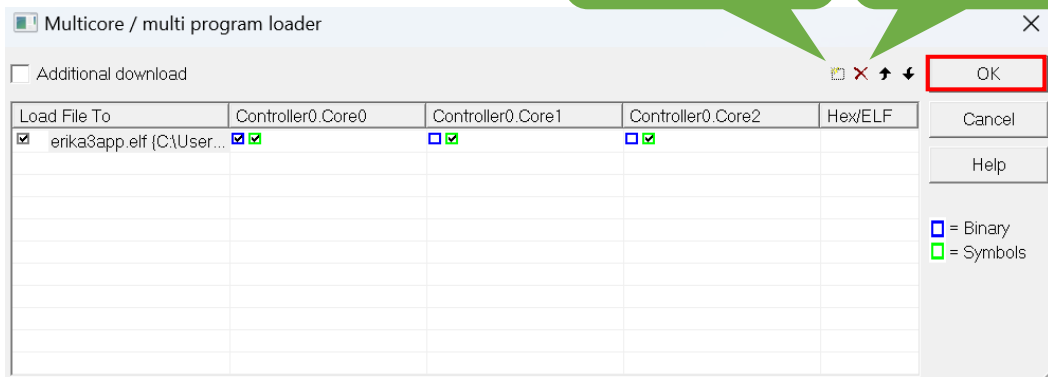 Multicore / multi program loader
Additional download
OK
Load File To Controller0.Core0 Controller0.Core1 Controller0.Core2 Hex/ELF
Cancel
erika3app.elf {C:\User...
Help
= Binary
= Symbols